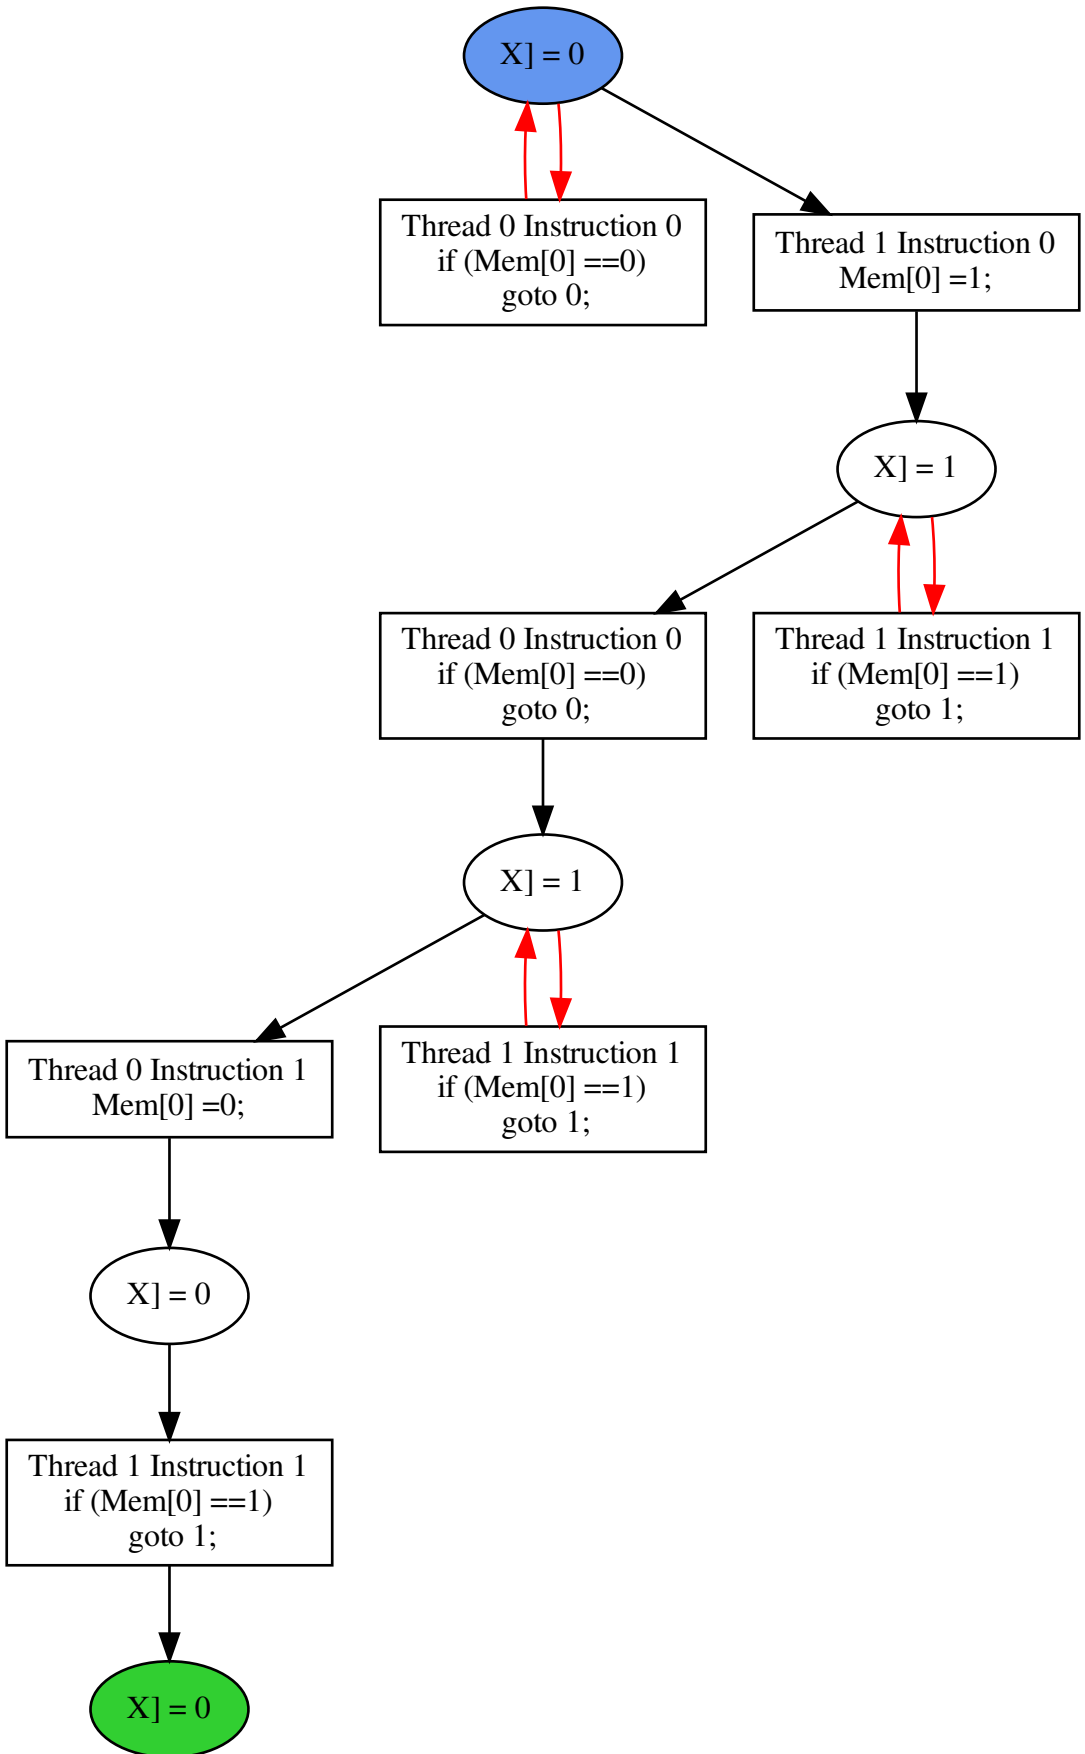 X] = 0
Thread 0 Instruction 0
if (Mem[0] ==0)
goto 0;
Thread 1 Instruction 0
Mem[0] =1;
X] = 1
Thread 0 Instruction 0
if (Mem[0] ==0)
goto 0;
Thread 1 Instruction 1
if (Mem[0] ==1)
goto 1;
X] = 1
Thread 0 Instruction 1
Mem[0] =0;
Thread 1 Instruction 1
if (Mem[0] ==1)
goto 1;
X] = 0
Thread 1 Instruction 1
if (Mem[0] ==1)
goto 1;
X] = 0